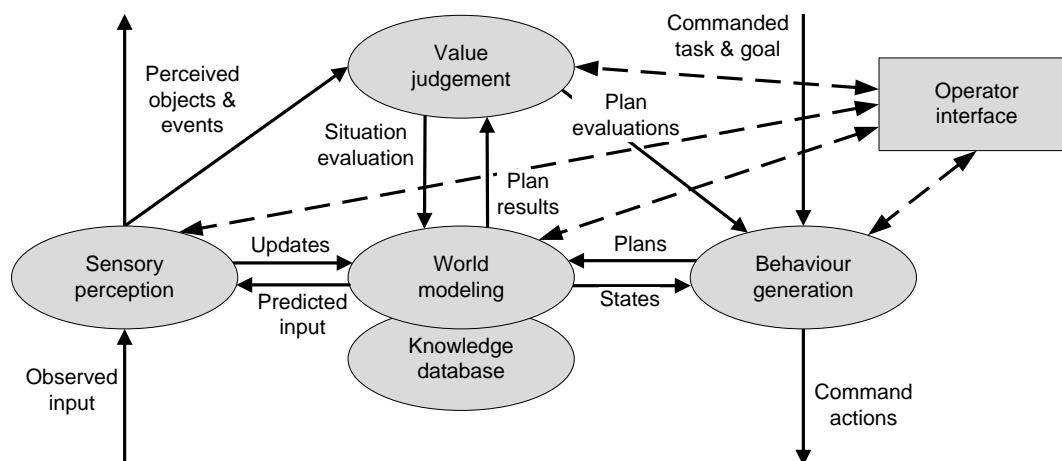 Value
judgement
Commanded
task & goal
Perceived
objects &
events
Operator
interface
Situation
evaluation
Plan
evaluations
Plan
results
Sensory
perception
Updates
World
modeling
Plans
Behaviour
generation
Predicted
input
States
Knowledge
database
Observed
input
Command
actions